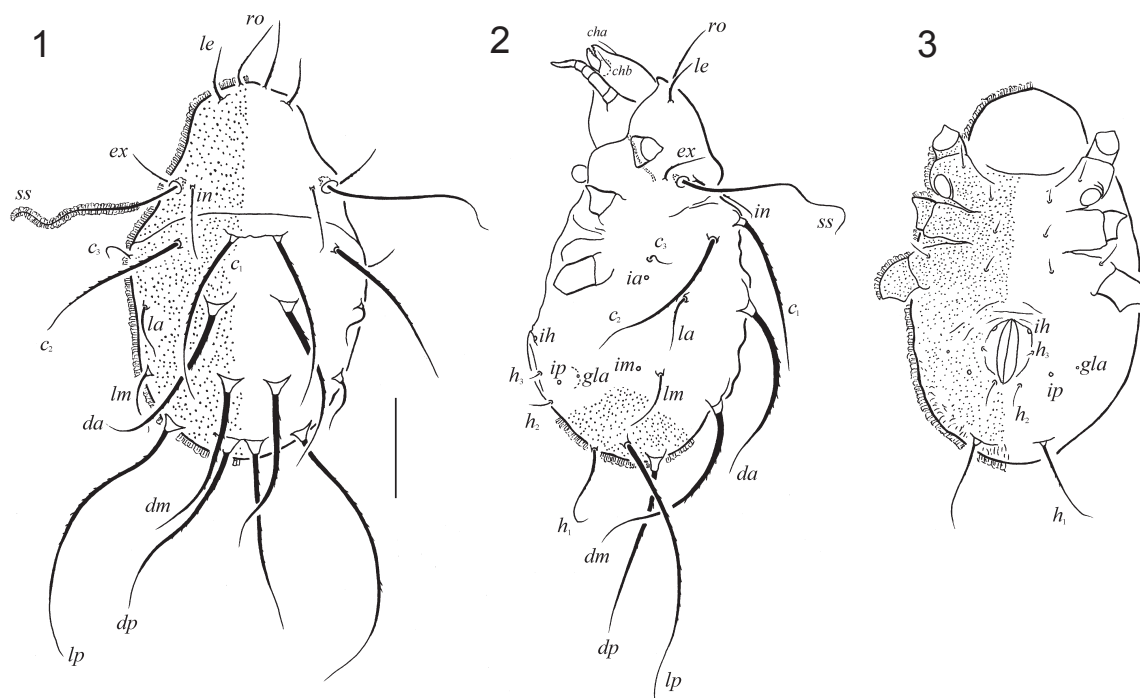 1
ro
le
ex
ss
in
c3
c1
c2
la
lm
da
dm
dp
lp
2
cha
chb
ro
le
ex
in
ss
c3
ia
c2
la
c1
ih
ip
im
h3
gla
lm
h2
da
h1
dm
dp
lp
3
ih
h3
gla
ip
h2
h1